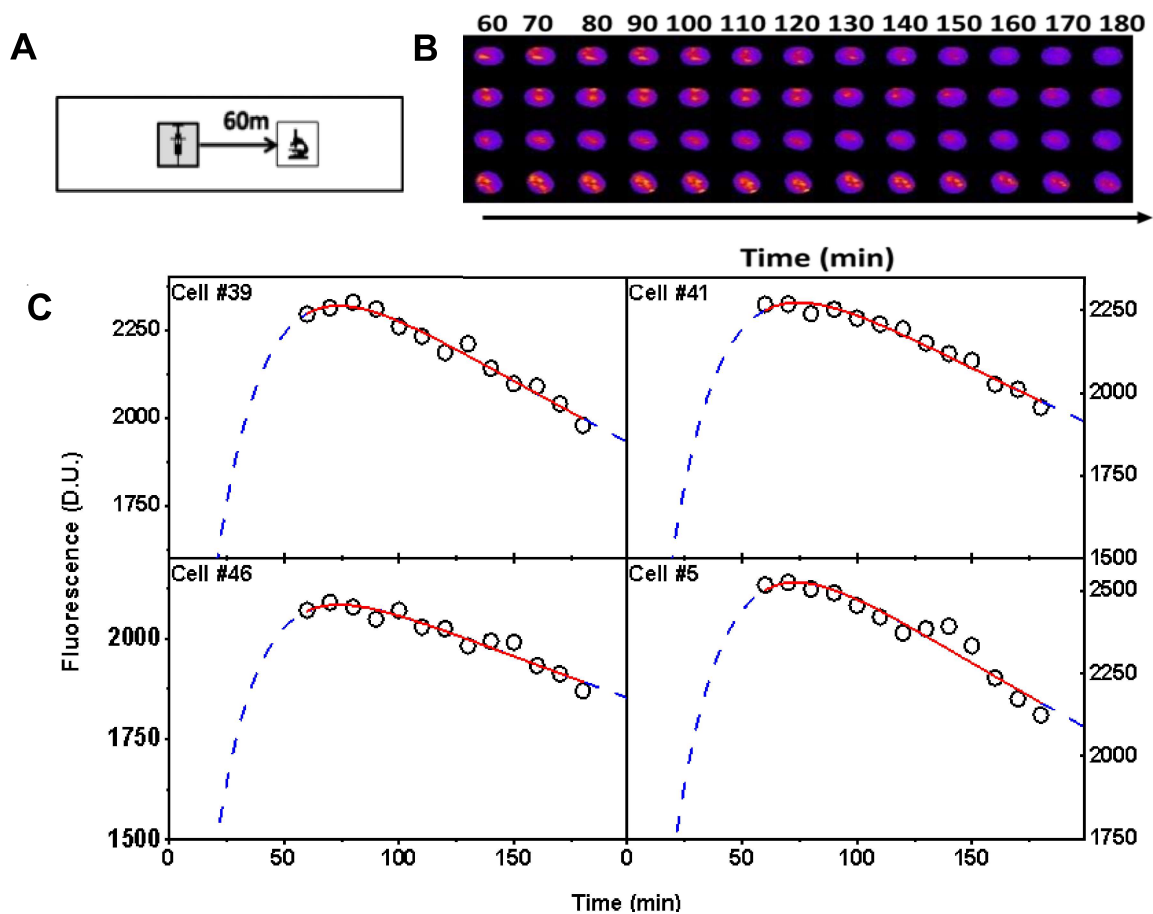 A
60m
B
60 70 80 90 100 110 120 130 140 150 160 170 180
Time (min)
C
Cell #39
Cell #41
2250
2000
1750
2250
2000
1750
1500
Cell #46
Cell #5
2000
1750
1500
2500
2250
2000
1750
Fluorescence (D.U.)
0 50 100 150 0 50 100 150
Time (min)